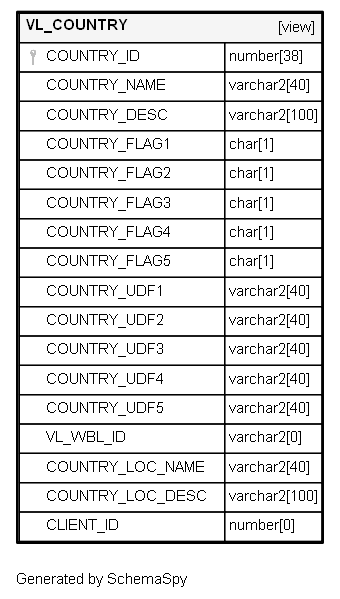 VL_COUNTRY [view]
COUNTRY_ID number[38]
COUNTRY_NAME varchar2[40]
COUNTRY_DESC varchar2[100]
COUNTRY_FLAG1 char[1]
COUNTRY_FLAG2 char[1]
COUNTRY_FLAG3 char[1]
COUNTRY_FLAG4 char[1]
COUNTRY_FLAG5 char[1]
COUNTRY_UDF1 varchar2[40]
COUNTRY_UDF2 varchar2[40]
COUNTRY_UDF3 varchar2[40]
COUNTRY_UDF4 varchar2[40]
COUNTRY_UDF5 varchar2[40]
VL_WBL_ID varchar2[0]
COUNTRY_LOC_NAME varchar2[40]
COUNTRY_LOC_DESC varchar2[100]
CLIENT_ID number[0]
Generated by SchemaSpy